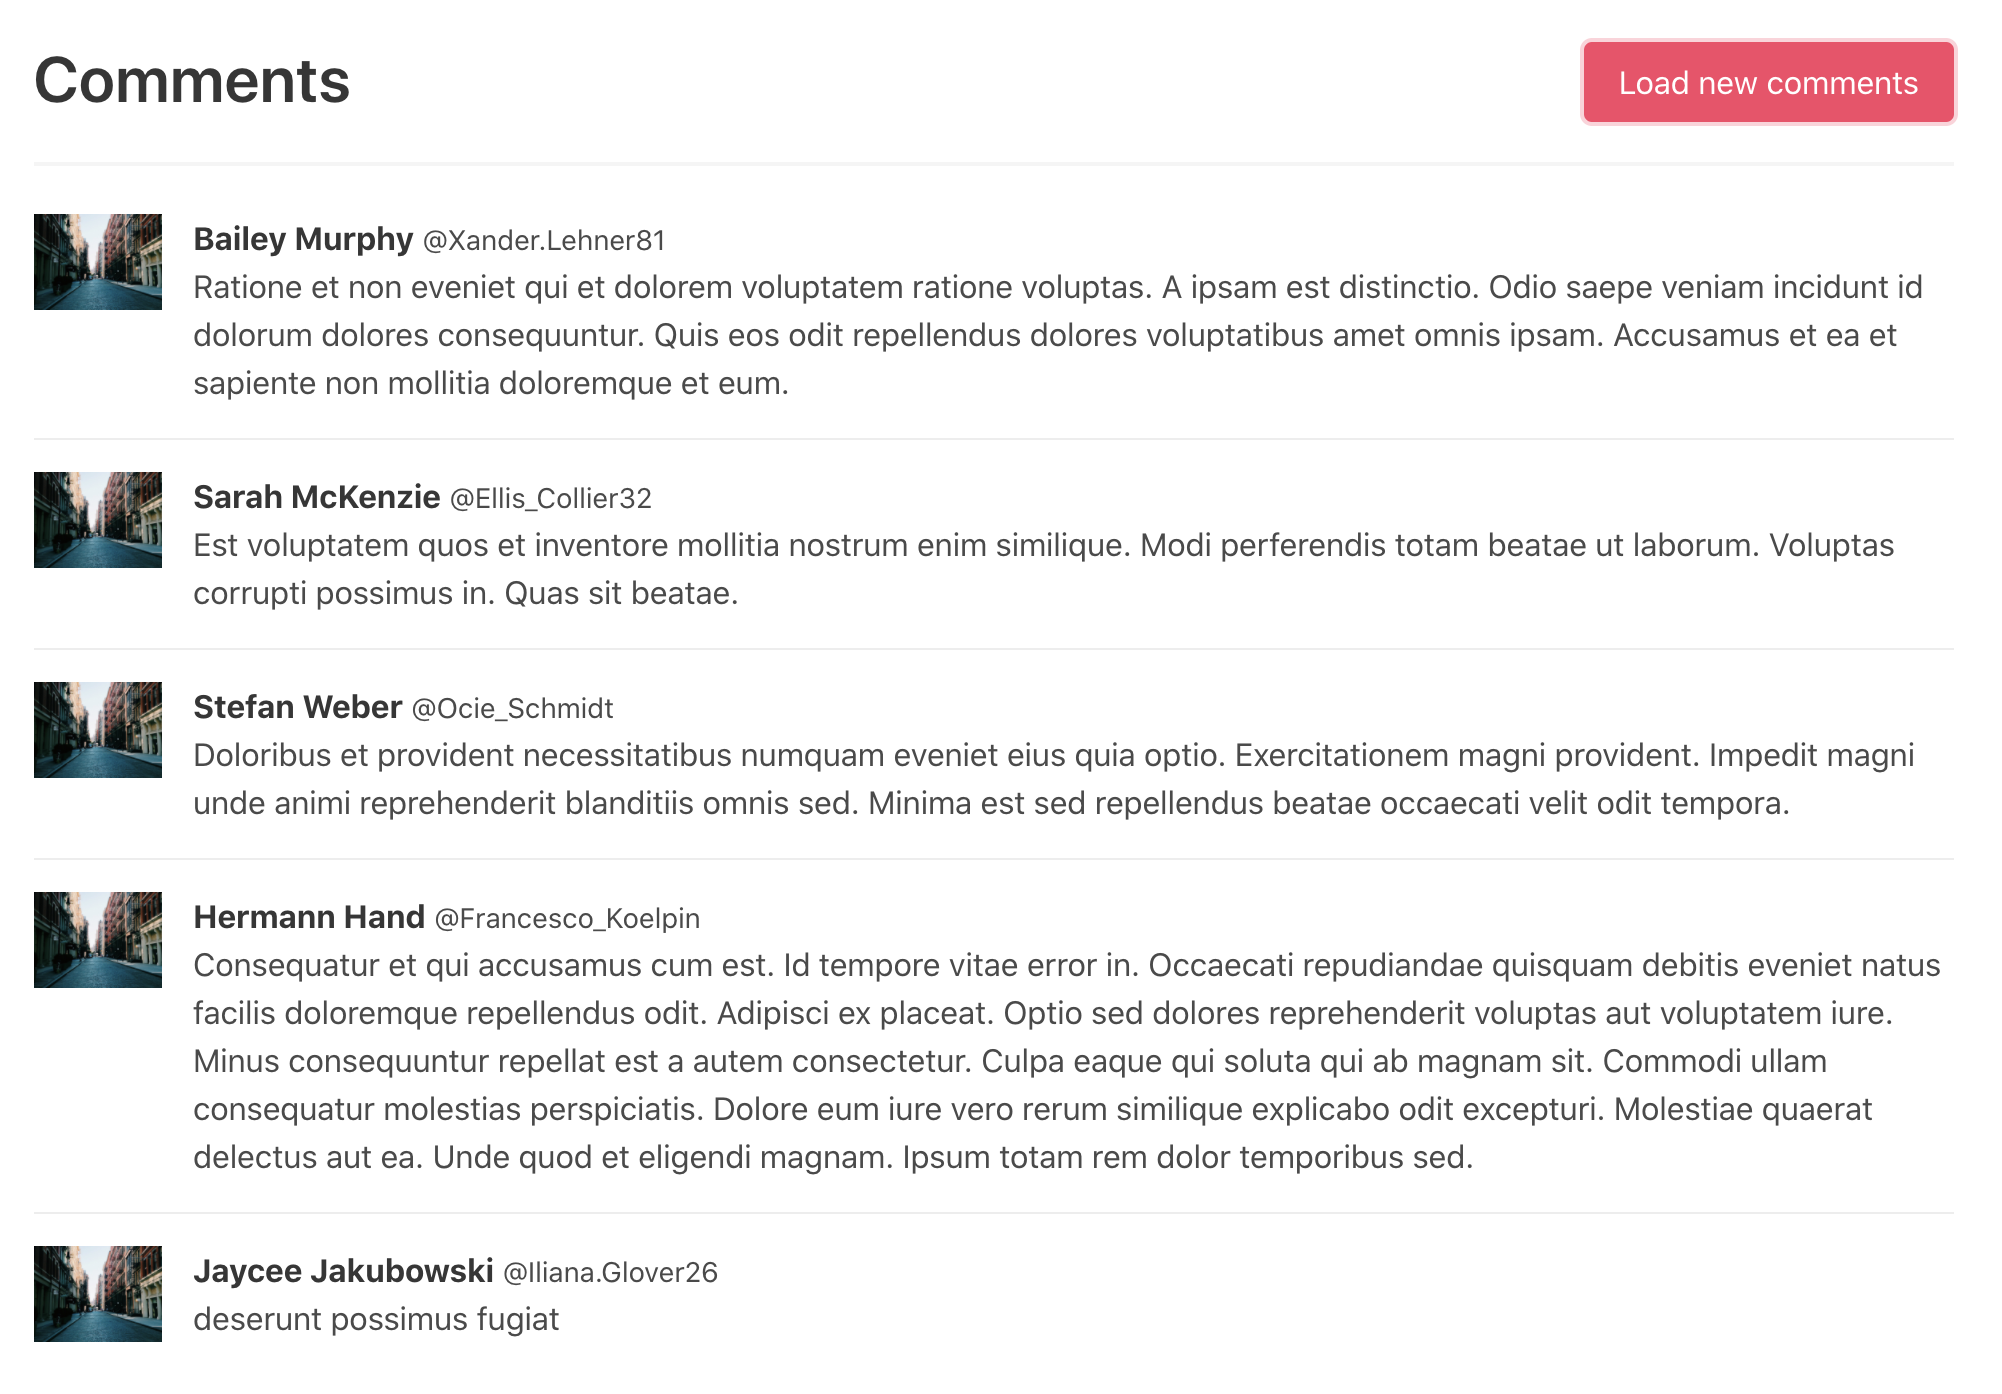 Comments
Load new comments
Bailey Murphy @Xander.Lehner81
Ratione et non eveniet qui et dolorem voluptatem ratione voluptas. A ipsam est distinctio. Odio saepe veniam incidunt id
dolorum dolores consequuntur. Quis eos odit repellendus dolores voluptatibus amet omnis ipsam. Accusamus et ea et
sapiente non mollitia doloremque et eum.
Sarah McKenzie @Ellis_Collier32
Est voluptatem quos et inventore mollitia nostrum enim similique. Modi perferendis totam beatae ut laborum. Voluptas
corrupti possimus in. Quas sit beatae.
Stefan Weber @Ocie_Schmidt
Doloribus et provident necessitatibus numquam eveniet eius quia optio. Exercitationem magni provident. Impedit magni
unde animi reprehenderit blanditiis omnis sed. Minima est sed repellendus beatae occaecati velit odit tempora.
Hermann Hand @Francesco_Koelpin
Consequatur et qui accusamus cum est. Id tempore vitae error in. Occaecati repudiandae quisquam debitis eveniet natus
facilis doloremque repellendus odit. Adipisci ex placeat. Optio sed dolores reprehenderit voluptas aut voluptatem iure.
Minus consequuntur repellat est a autem consectetur. Culpa eaque qui soluta qui ab magnam sit. Commodi ullam
consequatur molestias perspiciatis. Dolore eum iure vero rerum similique explicabo odit excepturi. Molestiae quaerat
delectus aut ea. Unde quod et eligendi magnam. Ipsum totam rem dolor temporibus sed.
Jaycee Jakubowski @Iliana.Glover26
deserunt possimus fugiat